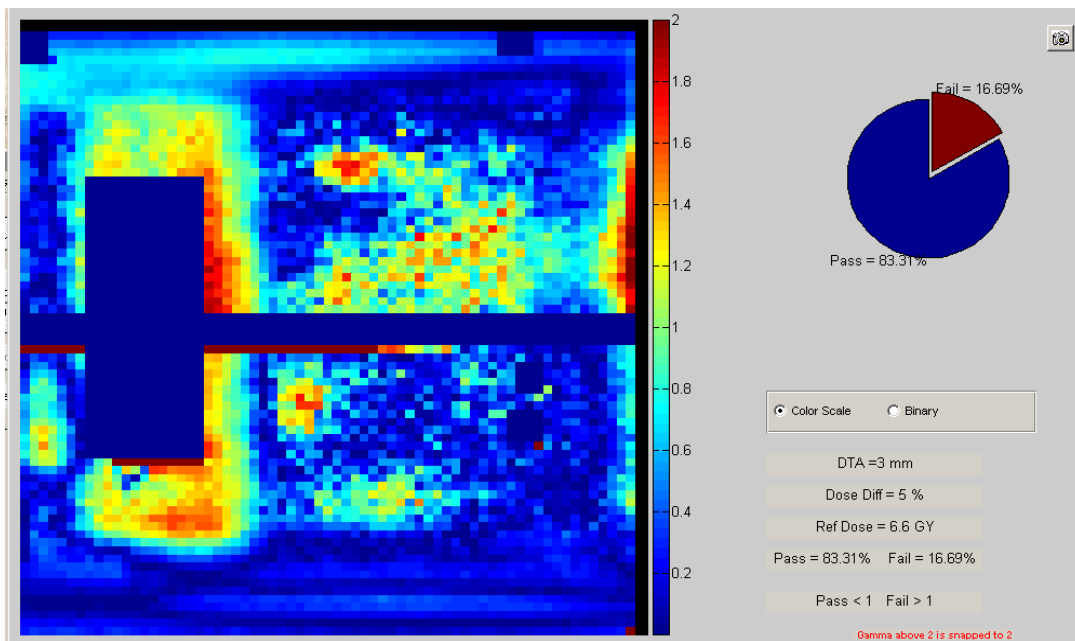 2
1.8
1.6
1.4
1.2
1
0.8
0.6
0.4
0.2
Fail = 16.69%
Pass = 83.31%
Color Scale Binary
DTA =3 mm
Dose Diff = 5 %
Ref Dose = 6.6 GY
Pass = 83.31% Fail = 16.69%
Pass < 1 Fail > 1
Gamma above 2 is snapped to 2